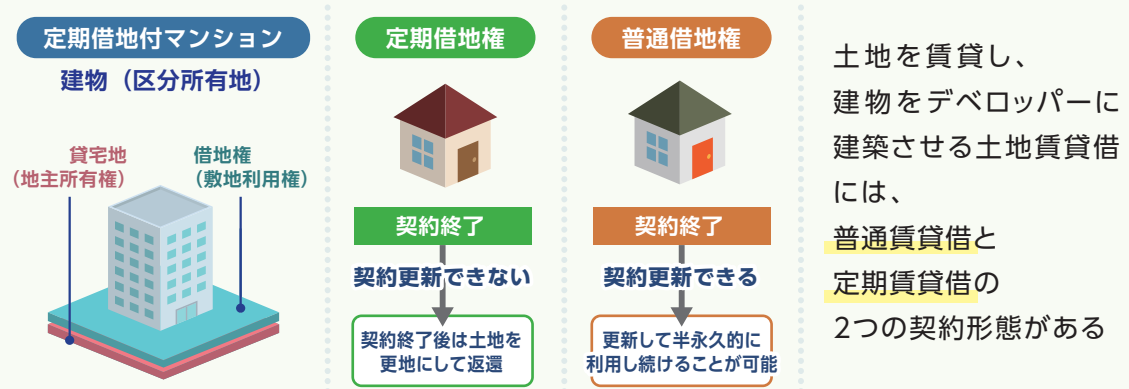 定期借地付マンション
建物（区分所有地）
貸宅地
（地主所有権）
借地権
（敷地利用権）
定期借地権
契約終了
契約更新できない
契約終了後は土地を
更地にして返還
普通借地権
契約終了
契約更新できる
更新して半永久的に
利用し続けることが可能
土地を賃貸し、
建物をデベロッパーに
建築させる土地賃貸借
には、
普通賃貸借と
定期賃貸借の
2つの契約形態がある